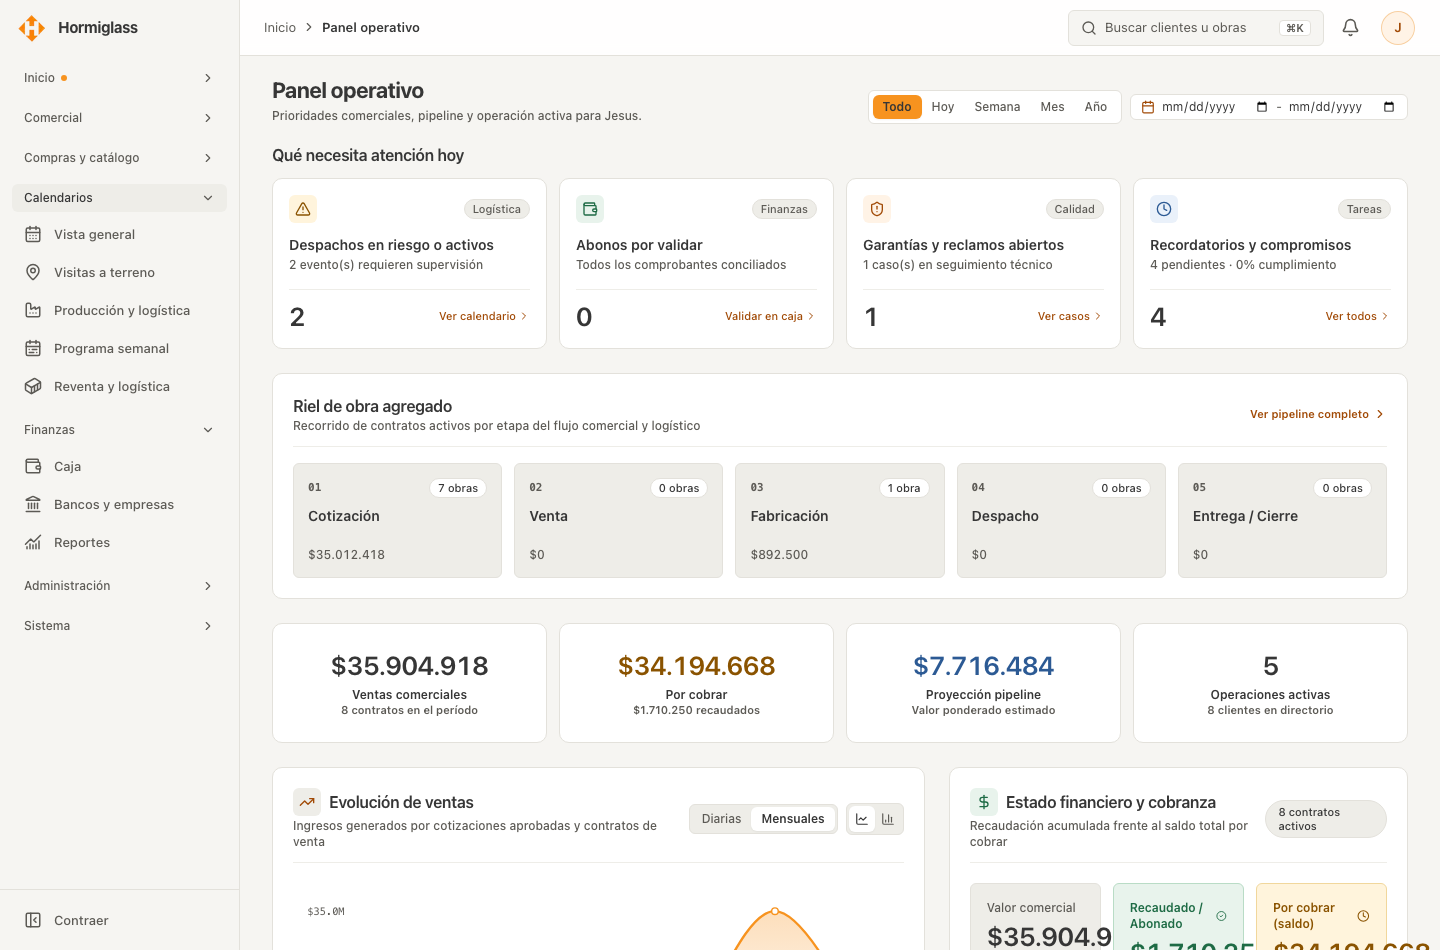 Hormiglass
Inicio
Comercial
Compras y catálogo
Calendarios
Vista general
Visitas a terreno
Producción y logística
Programa semanal
Reventa y logística
Finanzas
Caja
Bancos y empresas
Reportes
Administración
Sistema
Contraer
Inicio Panel operativo
Buscar clientes u obras ⌘K
J
Panel operativo
Prioridades comerciales, pipeline y operación activa para Jesus.
Todo Hoy Semana Mes Año
mm/dd/yyyy - mm/dd/yyyy
Qué necesita atención hoy
Logística
Despachos en riesgo o activos
2 evento(s) requieren supervisión
2 Ver calendario
Finanzas
Abonos por validar
Todos los comprobantes conciliados
0 Validar en caja
Calidad
Garantías y reclamos abiertos
1 caso(s) en seguimiento técnico
1 Ver casos
Tareas
Recordatorios y compromisos
4 pendientes · 0% cumplimiento
4 Ver todos
Riel de obra agregado
Recorrido de contratos activos por etapa del flujo comercial y logístico
Ver pipeline completo
01 7 obras
Cotización
$35.012.418
02 0 obras
Venta
$0
03 1 obra
Fabricación
$892.500
04 0 obras
Despacho
$0
05 0 obras
Entrega / Cierre
$0
$35.904.918
Ventas comerciales
8 contratos en el período
$34.194.668
Por cobrar
$1.710.250 recaudados
$7.716.484
Proyección pipeline
Valor ponderado estimado
5
Operaciones activas
8 clientes en directorio
Evolución de ventas
Ingresos generados por cotizaciones aprobadas y contratos de
venta
Diarias Mensuales
$35.0M
Estado financiero y cobranza
Recaudación acumulada frente al saldo total por
cobrar
8 contratos
activos
Valor comercial
$35.904.9
Recaudado /
Abonado
$1.710.25
Por cobrar
(saldo)
$34.194.668